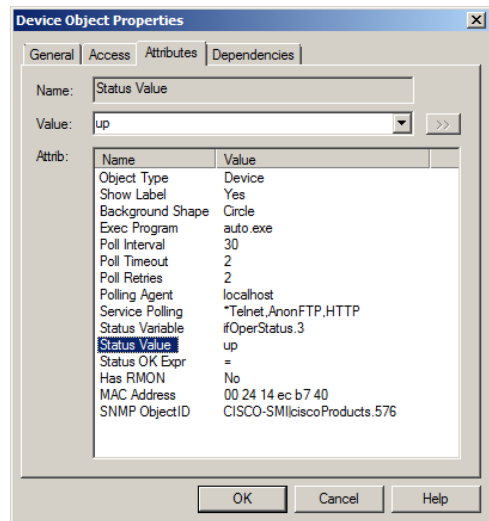 Device Object Properties
General Access Attributes Dependencies
Name: Status Value
Value: up >>
Attrib: Name Value
Object Type Device
Show Label Yes
Background Shape Circle
Exec Program auto.exe
Poll Interval 30
Poll Timeout 2
Poll Retries 2
Polling Agent localhost
Service Polling *Telnet,AnonFTP,HTTP
Status Variable ifOperStatus.3
Status Value up
Status OK Expr =
Has RMON No
MAC Address 00 24 14 ec b7 40
SNMP ObjectID CISCO-SMI|ciscoProducts.576
OK Cancel Help